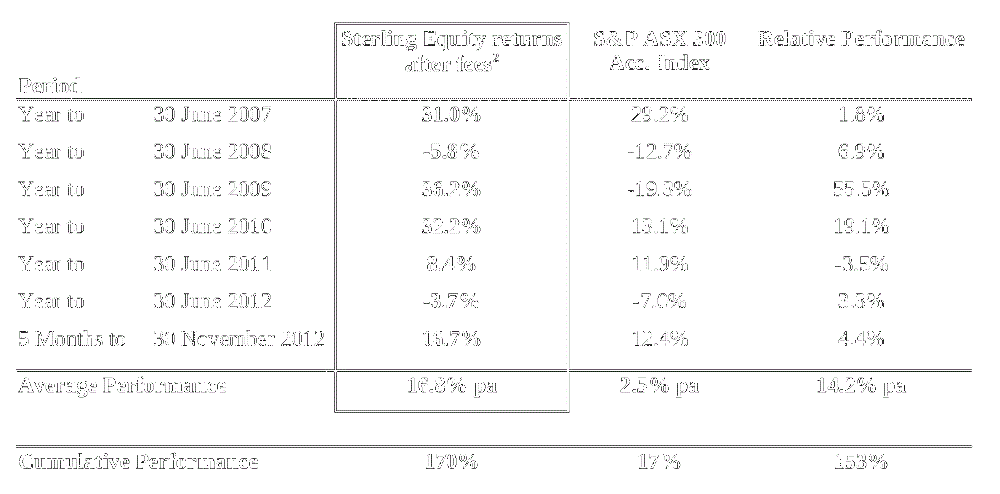 Sterling Equity returns after fees² S&P ASX 300 Acc. Index Relative Performance
Period
Year to 30 June 2007 31.0% 29.2% 1.8%
Year to 30 June 2008 -5.8% -12.7% 6.9%
Year to 30 June 2009 36.2% -19.3% 55.5%
Year to 30 June 2010 32.2% 13.1% 19.1%
Year to 30 June 2011 8.4% 11.9% -3.5%
Year to 30 June 2012 -3.7% -7.0% 3.3%
5 Months to 30 November 2012 16.7% 12.4% 4.4%
Average Performance 16.8% pa 2.5% pa 14.2% pa
Cumulative Performance 170% 17% 153%